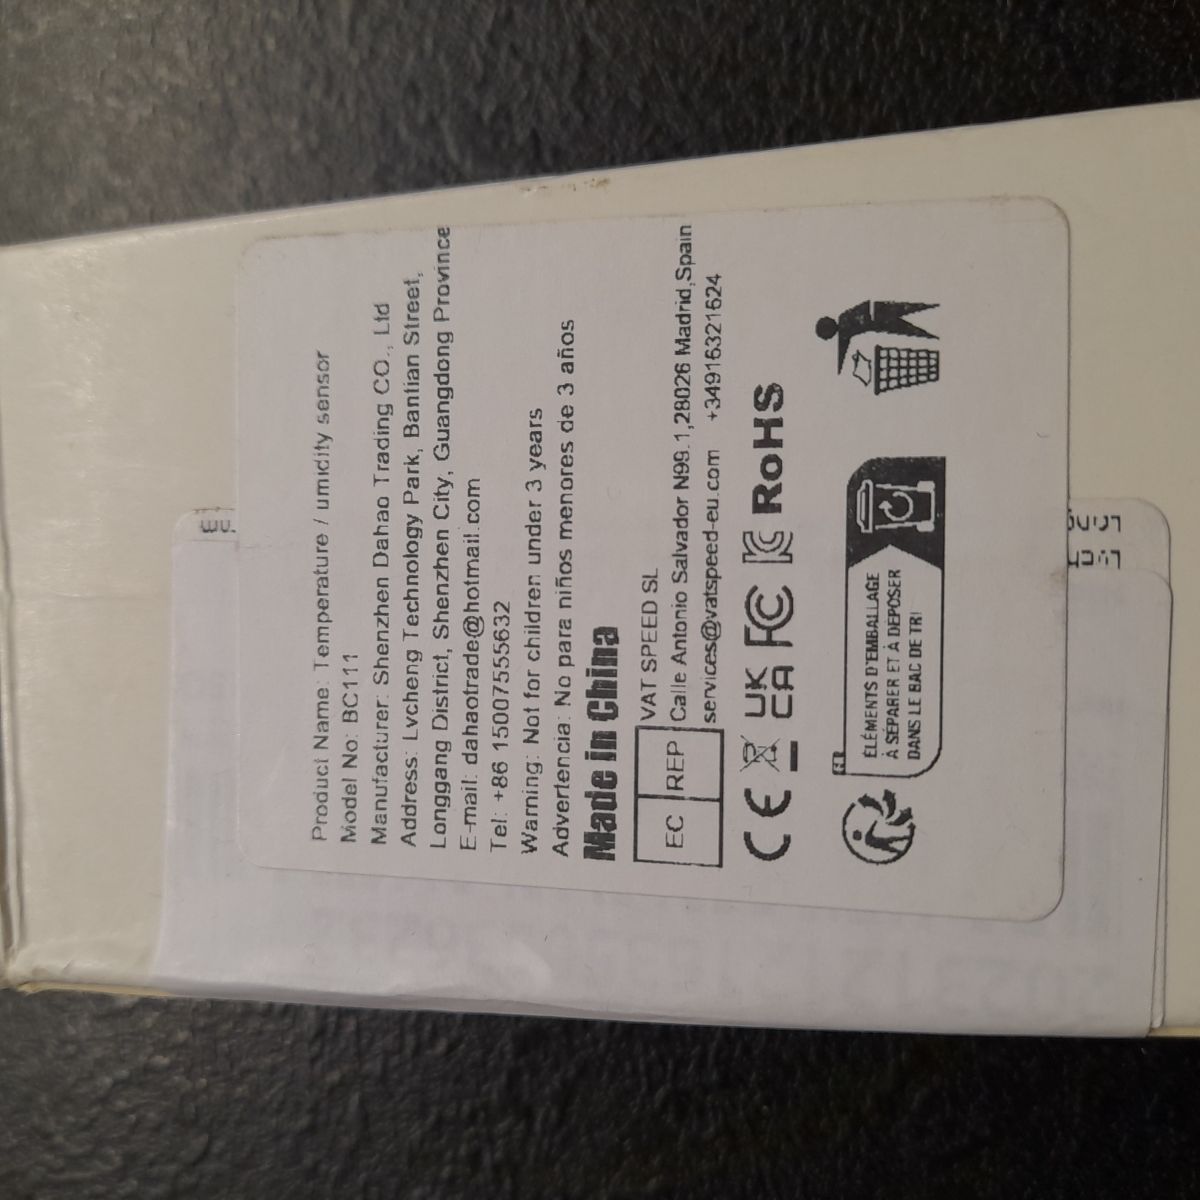 Product Name: Temperature / umidity sensor
Model No: BC111
Manufacturer: Shenzhen Dahao Trading CO., Ltd
Address: Lvcheng Technology Park, Bantian Street,
Longgang District, Shenzhen City, Guangdong Province
E-mail: dahaotrade@hotmail.com
Tel: +86 15007555632
Warning: Not for children under 3 years
Advertencia: No para niños menores de 3 años
Made in China
EC REP
VAT SPEED SL
Calle Antonio Salvador N99.1,28026 Madrid,Spain
services@vatspeed-eu.com +34916321624
CE UK CA FC KC RoHS
ÉLÉMENTS D'EMBALLAGE
À SÉPARER ET À DÉPOSER
DANS LE BAC DE TRI